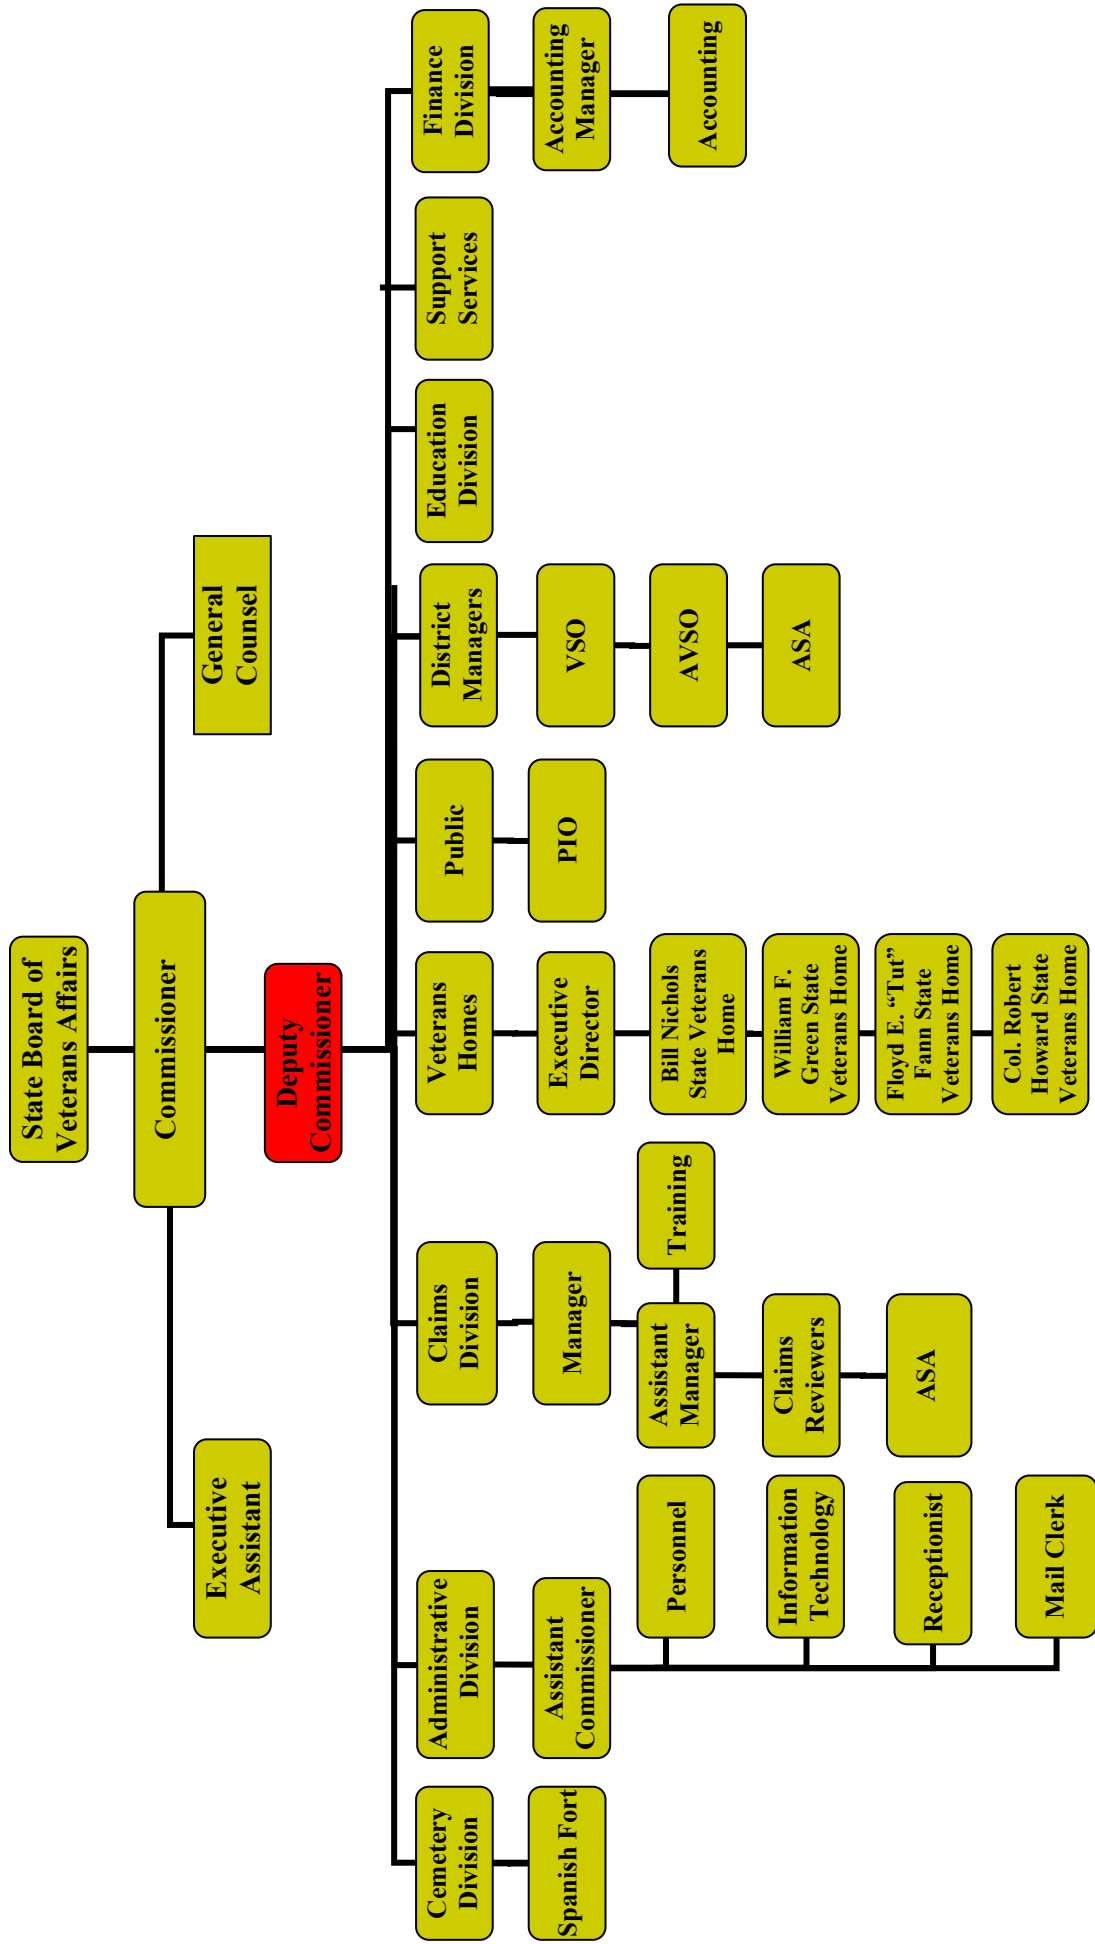 State Board of
Veterans Affairs
Commissioner
Executive
Assistant
General
Counsel
Deputy
Commissioner
Cemetery
Division
Spanish Fort
Administrative
Division
Assistant
Commissioner
Personnel
Information
Technology
Receptionist
Mail Clerk
Claims
Division
Manager
Assistant
Manager
Training
Claims
Reviewers
ASA
Veterans
Homes
Executive
Director
Bill Nichols
State Veterans
Home
William F.
Green State
Veterans Home
Floyd E. “Tut”
Fann State
Veterans Home
Col. Robert
Howard State
Veterans Home
Public
PIO
District
Managers
VSO
AVSO
ASA
Education
Division
Support
Services
Finance
Division
Accounting
Manager
Accounting